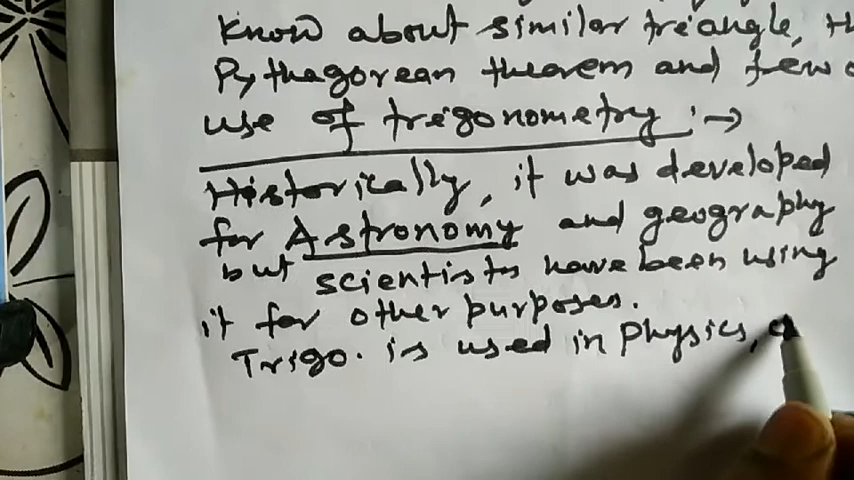 Know about similar triangle, th
Pythagorean theorem and few o
use of trigonometry :→
Historically, it was developed
for Astronomy and geography
but scientists have been using
it for other purposes.
Trigo. is used in Physics,